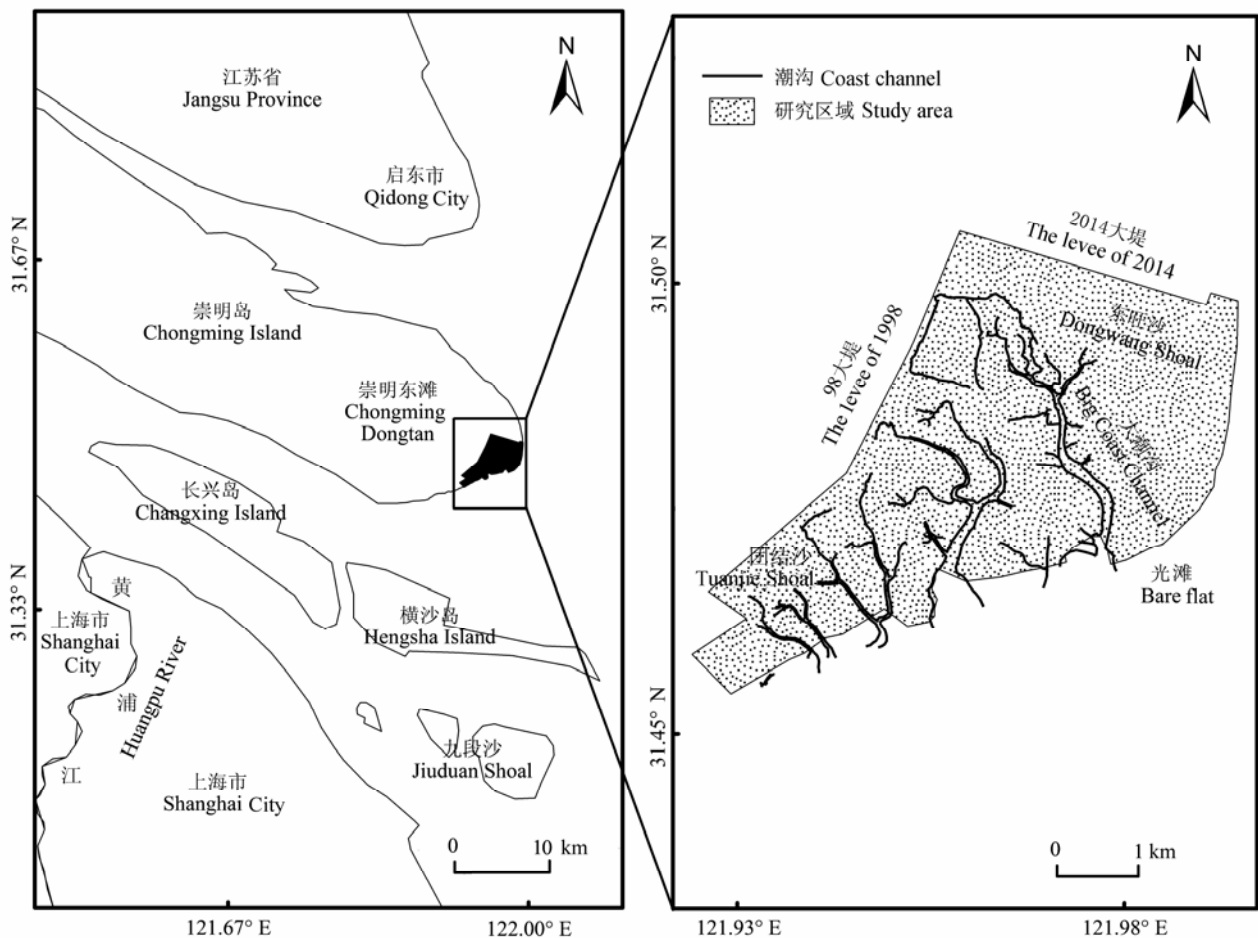 N
江苏省
Jangsu Province
启东市
Qidong City
31.67° N
崇明岛
Chongming Island
崇明东滩
Chongming
Dongtan
长兴岛
Changxing Island
31.33° N
上海市
Shanghai
City
黄
浦
江
Huangpu River
横沙岛
Hengsha Island
九段沙
Jiuduan Shoal
上海市
Shanghai City
0 10 km
121.67° E
122.00° E
潮沟 Coast channel
研究区域 Study area
N
2014大堤
The levee of 2014
31.50° N
98大堤
The levee of 1998
东旺沙
Dongwang Shoal
大潮沟
Big Coast Channel
团结沙
Tuanjie Shoal
光滩
Bare flat
31.45° N
0 1 km
121.93° E
121.98° E